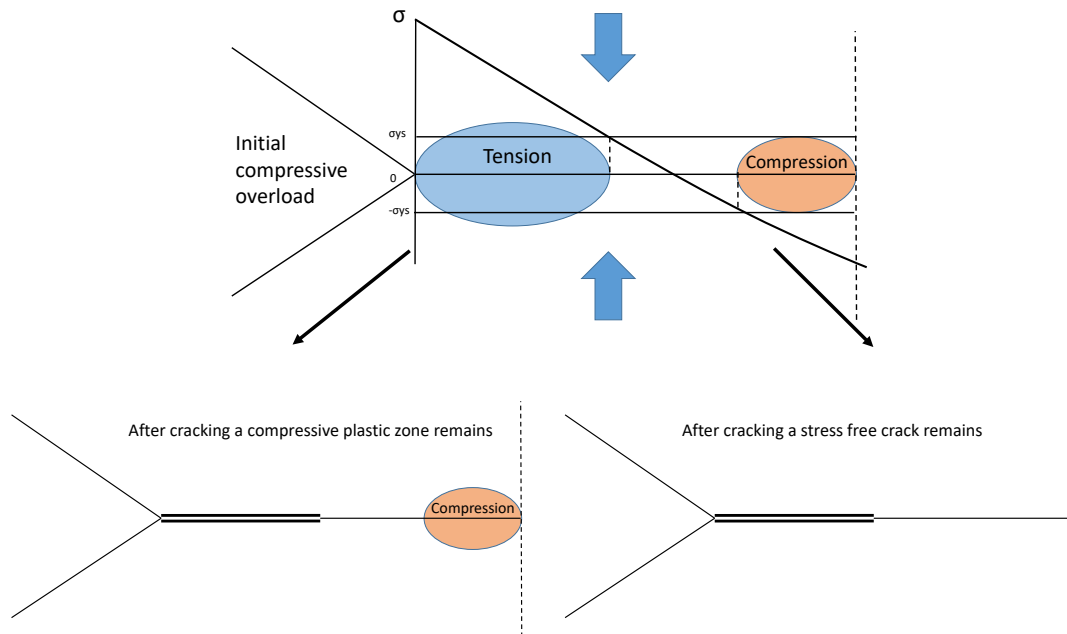 σ
σys
Initial
compressive
overload
Tension
Compression
0
-σys
After cracking a compressive plastic zone remains
After cracking a stress free crack remains
Compression